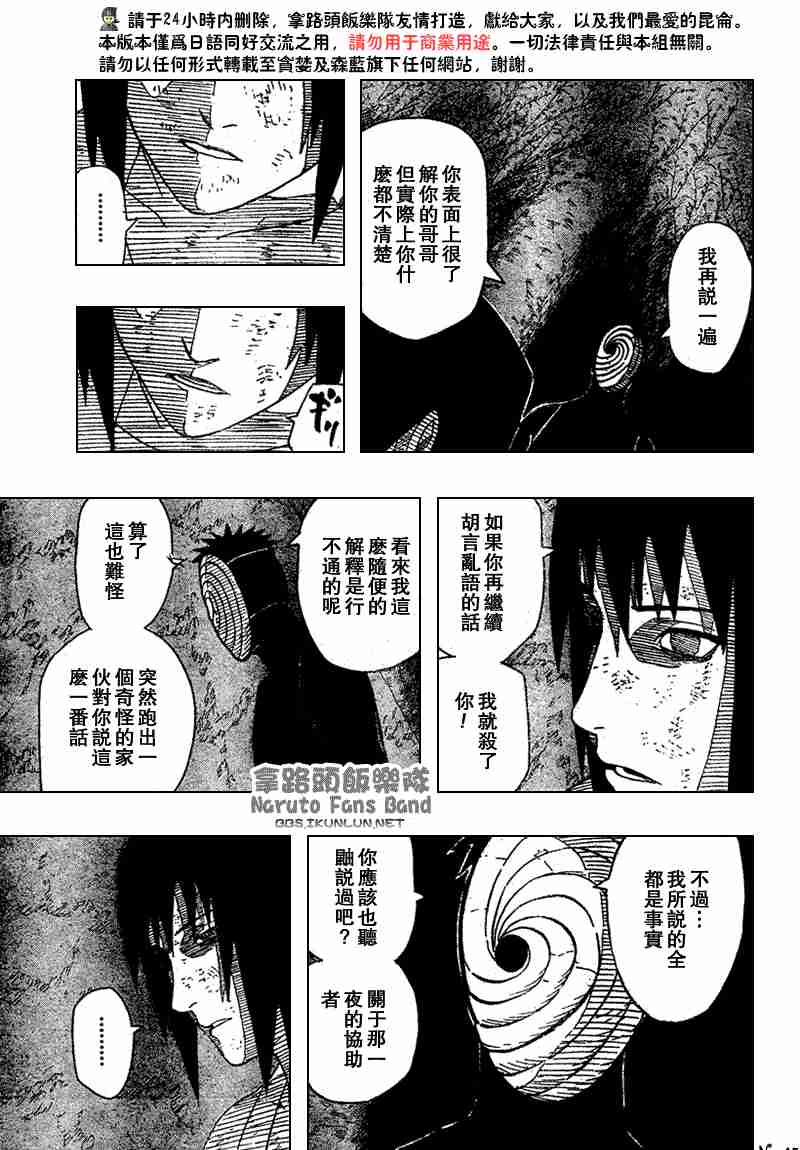 請于24小時内刪除，拿路頭飯樂隊友情打造，獻給大家，以及我們最愛的昆侖。
本版本僅爲日語同好交流之用，請勿用于商業用途。一切法律責任與本組無關。
請勿以任何形式轉載至貪婪及森藍旗下任何網站，謝謝。
我再説一遍
你表面上很了
解你的哥哥
但實際上你什
麽都不清楚
………
ギリ
如果你再繼續
胡言亂語的話
我就殺了
你！
看來我這
麽隨便的
解釋是行
不通的呢
算了
這也難怪
突然跑出一
個奇怪的家
伙對你説這
麽一番話
拿路頭飯樂隊
Naruto Fans Band
GGS.IKUNLUN.NET
不過…
我所説的全
都是事實
你應該也聽
鼬説過吧？
關于那一
夜的協助
者
………